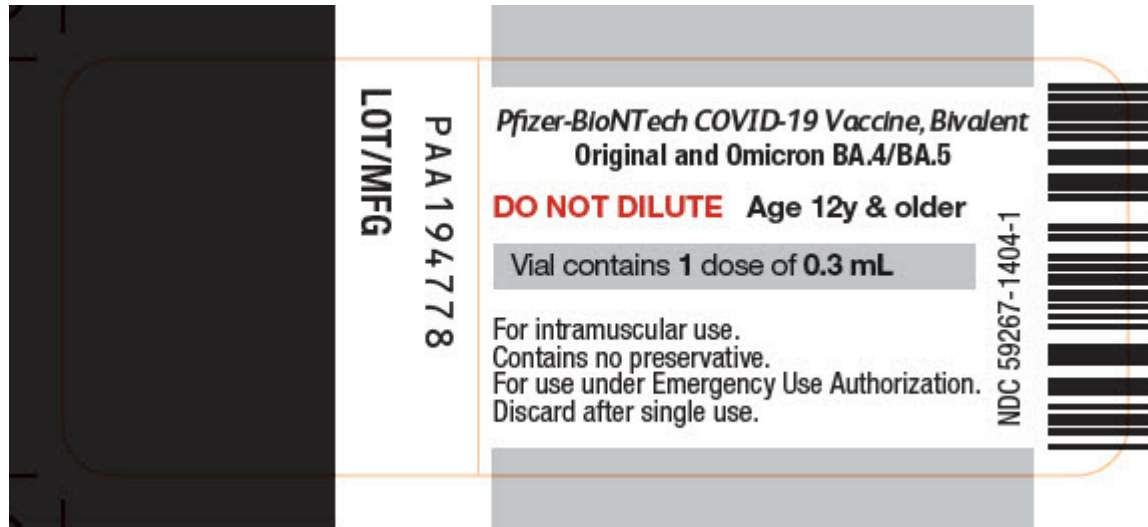 LOT/MFG
PAA194778
Pfizer-BioNTech COVID-19 Vaccine, Bivalent
Original and Omicron BA.4/BA.5
DO NOT DILUTE Age 12y & older
Vial contains 1 dose of 0.3 mL
For intramuscular use.
Contains no preservative.
For use under Emergency Use Authorization.
Discard after single use.
NDC 59267-1404-1